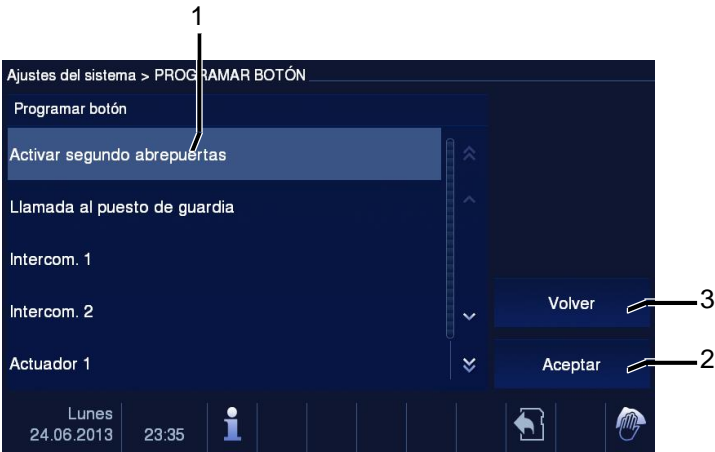 1
Ajustes del sistema > PROGRAMAR BOTÓN
Programar botón
Activar segundo abrepuertas
Llamada al puesto de guardia
Intercom. 1
Intercom. 2
Actuador 1
Volver
3
Aceptar
2
Lunes
24.06.2013
23:35